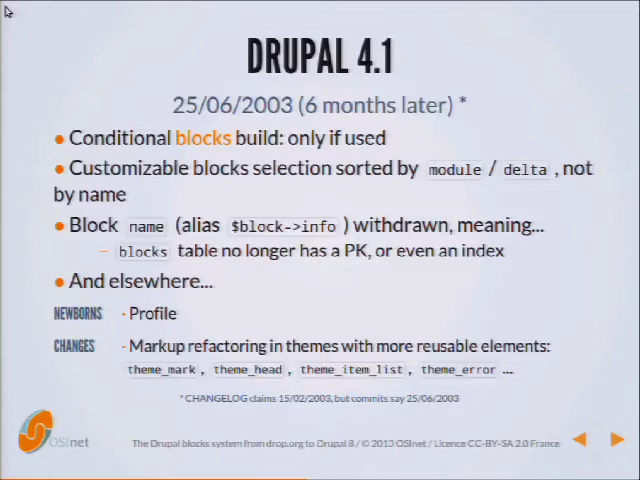 DRUPAL 4.1
25/06/2003 (6 months later) *
Conditional blocks build: only if used
Customizable blocks selection sorted by module / delta , not
by name
Block name (alias $block->info ) withdrawn, meaning...
– blocks table no longer has a PK, or even an index
And elsewhere...
NEWBORNS - Profile
CHANGES - Markup refactoring in themes with more reusable elements:
theme_mark , theme_head , theme_item_list , theme_error ...
* CHANGELOG claims 15/02/2003, but commits say 25/06/2003
OSInet
The Drupal blocks system from drop.org to Drupal 8 / © 2013 OSInet / Licence CC-BY-SA 2.0 France